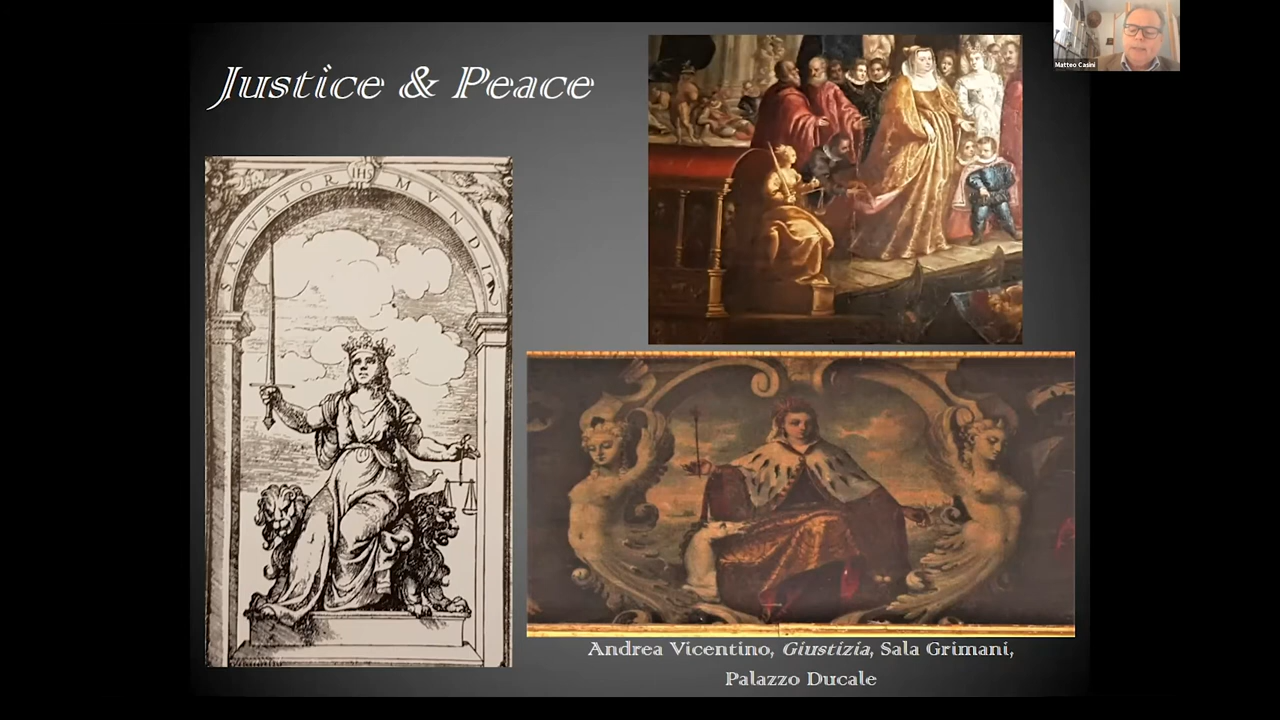 Justice & Peace
Matteo Casini
SALVATOR IHS MVNDI
Andrea Vicentino, Giustizia, Sala Grimani,
Palazzo Ducale